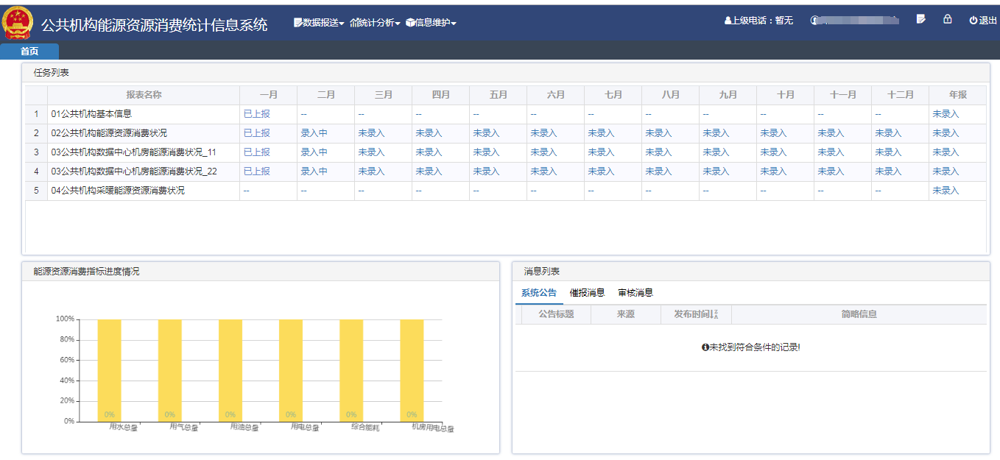 公共机构能源资源消费统计信息系统 数据报送 统计分析 信息维护 上级电话：暂无 退出
首页
任务列表
报表名称 一月 二月 三月 四月 五月 六月 七月 八月 九月 十月 十一月 十二月 年报
1 01公共机构基本信息 已上报 -- -- -- -- -- -- -- -- -- -- -- 未录入
2 02公共机构能源资源消费状况 已上报 录入中 未录入 未录入 未录入 未录入 未录入 未录入 未录入 未录入 未录入 未录入 未录入
3 03公共机构数据中心机房能源消费状况_11 已上报 录入中 未录入 未录入 未录入 未录入 未录入 未录入 未录入 未录入 未录入 未录入 未录入
4 03公共机构数据中心机房能源消费状况_22 已上报 录入中 未录入 未录入 未录入 未录入 未录入 未录入 未录入 未录入 未录入 未录入 未录入
5 04公共机构采暖能源资源消费状况 -- -- -- -- -- -- -- -- -- -- -- -- 未录入
能源资源消费指标进度情况
100%
80%
60%
40%
20%
0%
0% 0% 0% 0% 0% 0%
用水总量 用气总量 用油总量 用电总量 综合能耗 机房用电总量
消息列表
系统公告 催报消息 审核消息
公告标题 来源 发布时间 简略信息
未找到符合条件的记录!